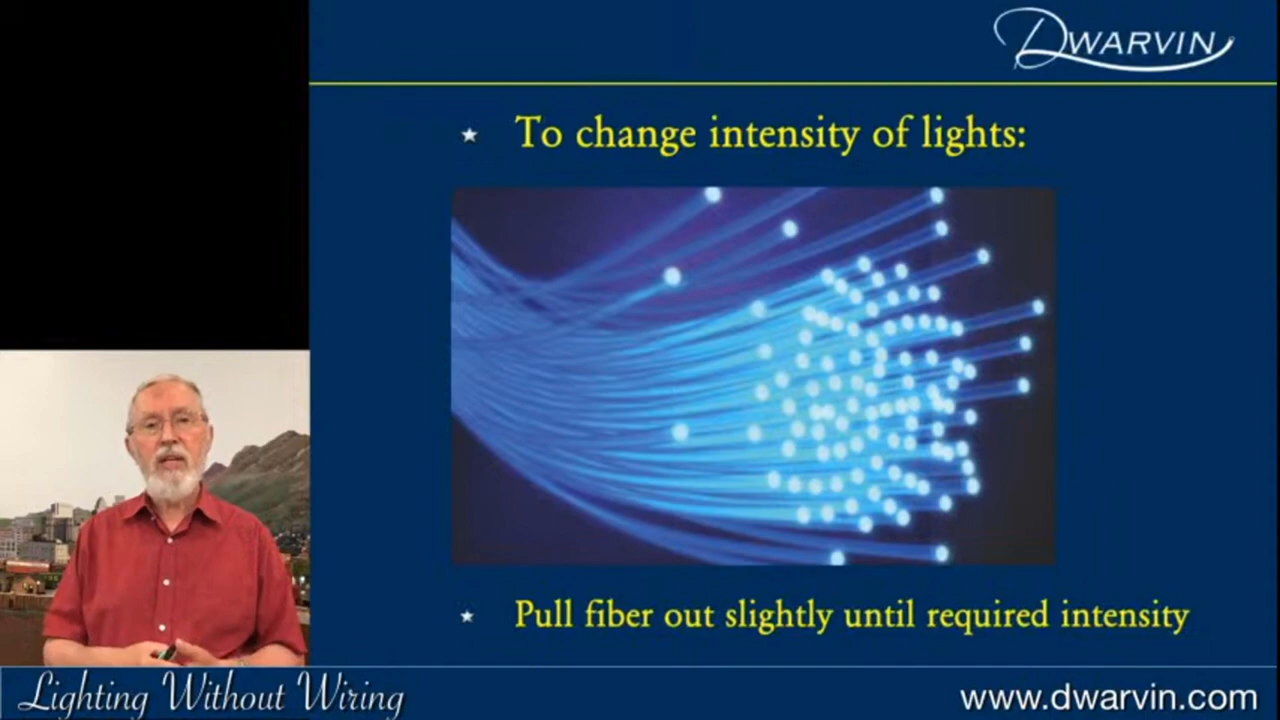 DWARVIN
To change intensity of lights:
Pull fiber out slightly until required intensity
Lighting Without Wiring
www.dwarvin.com